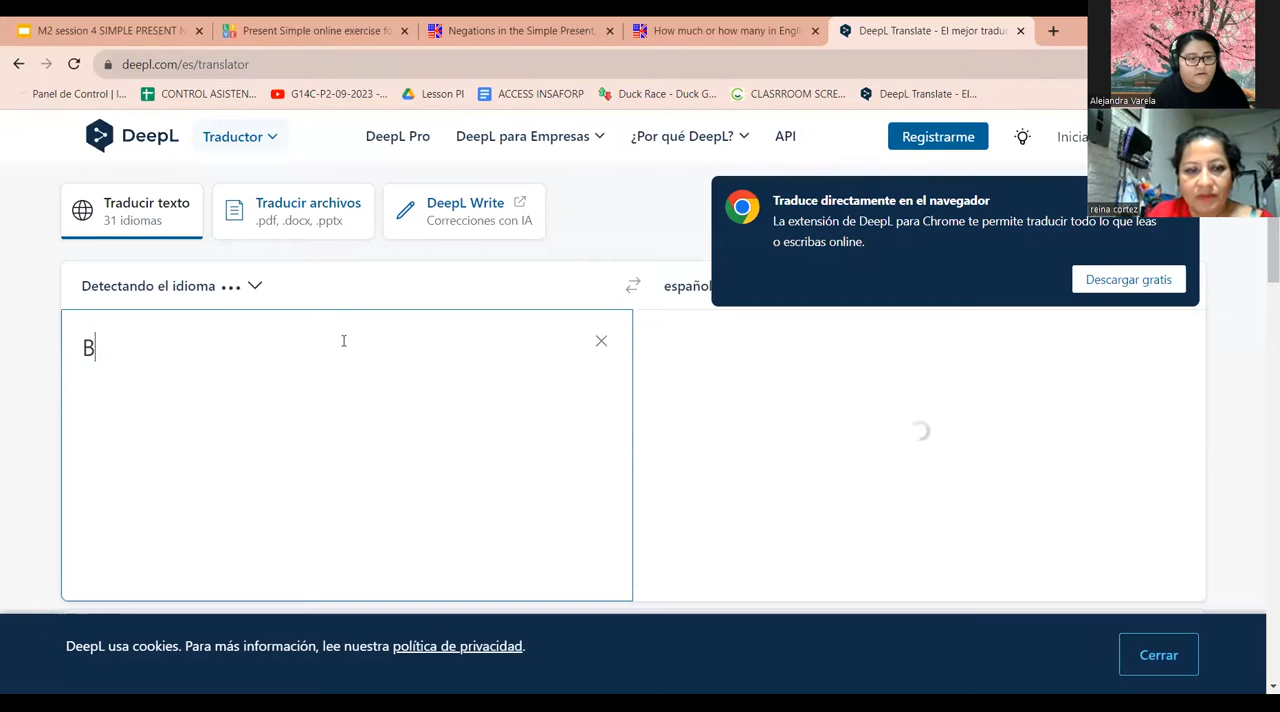 M2 session 4 SIMPLE PRESENT N
Present Simple online exercise fo
Negations in the Simple Present,
How much or how many in Engli
DeepL Translate - El mejor traduc
deepl.com/es/translator
Panel de Control | I...
CONTROL ASISTEN...
G14C-P2-09-2023 -...
Lesson Pl
ACCESS INSAFORP
Duck Race - Duck G...
CLASRROOM SCRE...
DeepL Translate - El...
Alejandra Varela
reina cortez
DeepL
Traductor
DeepL Pro
DeepL para Empresas
¿Por qué DeepL?
API
Registrarme
Inicia
Traducir texto
31 idiomas
Traducir archivos
.pdf, .docx, .pptx
DeepL Write
Correcciones con IA
Traduce directamente en el navegador
La extensión de DeepL para Chrome te permite traducir todo lo que leas
o escribas online.
Descargar gratis
Detectando el idioma ...
español
B
DeepL usa cookies. Para más información, lee nuestra política de privacidad.
Cerrar